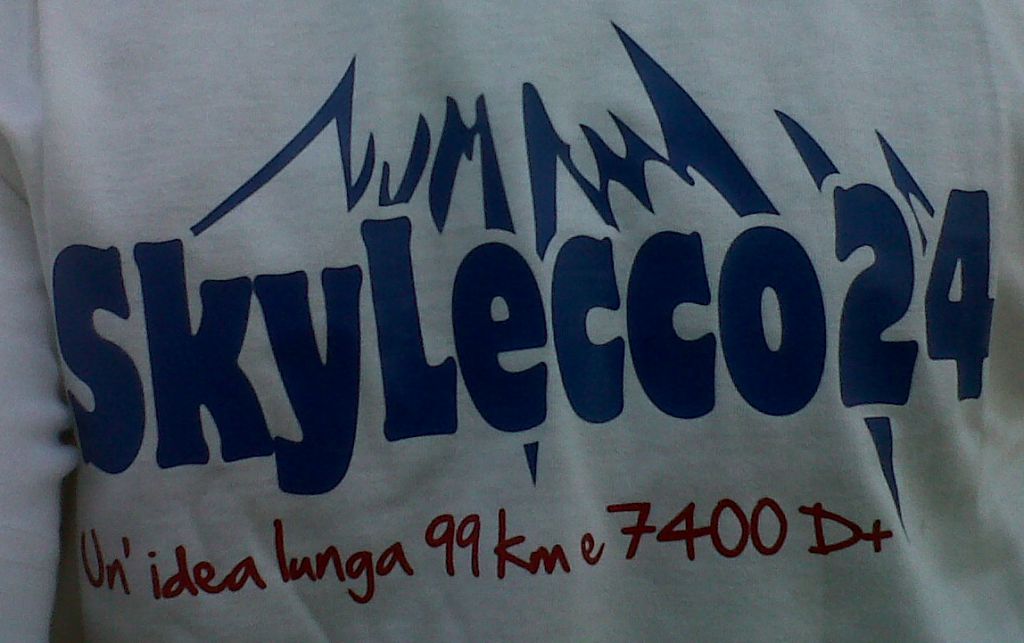 SkyLecco24
Un'idea lunga 99 km e 7400 D+